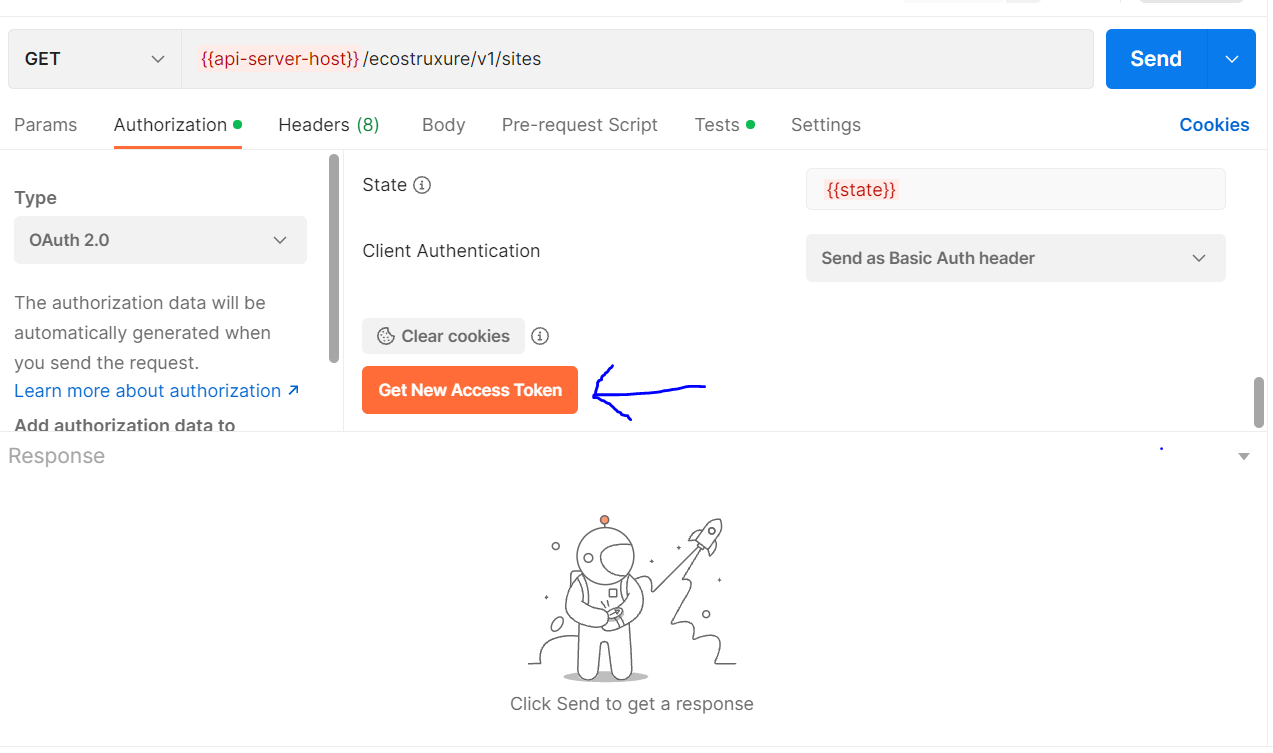 GET
{{api-server-host}}/ecostruxure/v1/sites
Send
Params
Authorization
Headers (8)
Body
Pre-request Script
Tests
Settings
Cookies
Type
OAuth 2.0
The authorization data will be
automatically generated when
you send the request.
Learn more about authorization ↗
Add authorization data to
State
{{state}}
Client Authentication
Send as Basic Auth header
Clear cookies
Get New Access Token
Response
Click Send to get a response